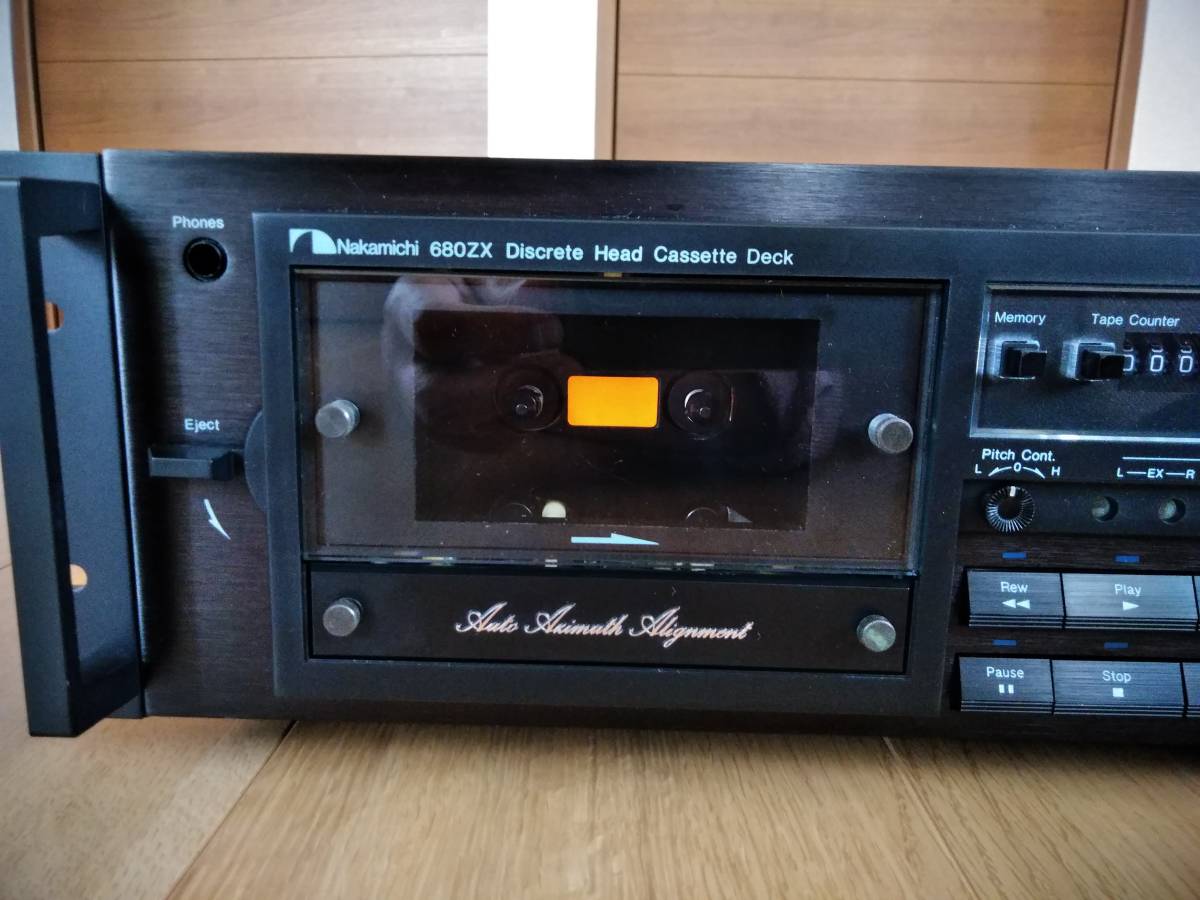 Phones
Nakamichi 680ZX Discrete Head Cassette Deck
Memory
Tape Counter
000
Eject
Pitch Cont.
L 0 H
L—EX—R
Rew
Play
Auto Azimuth Alignment
Pause
Stop